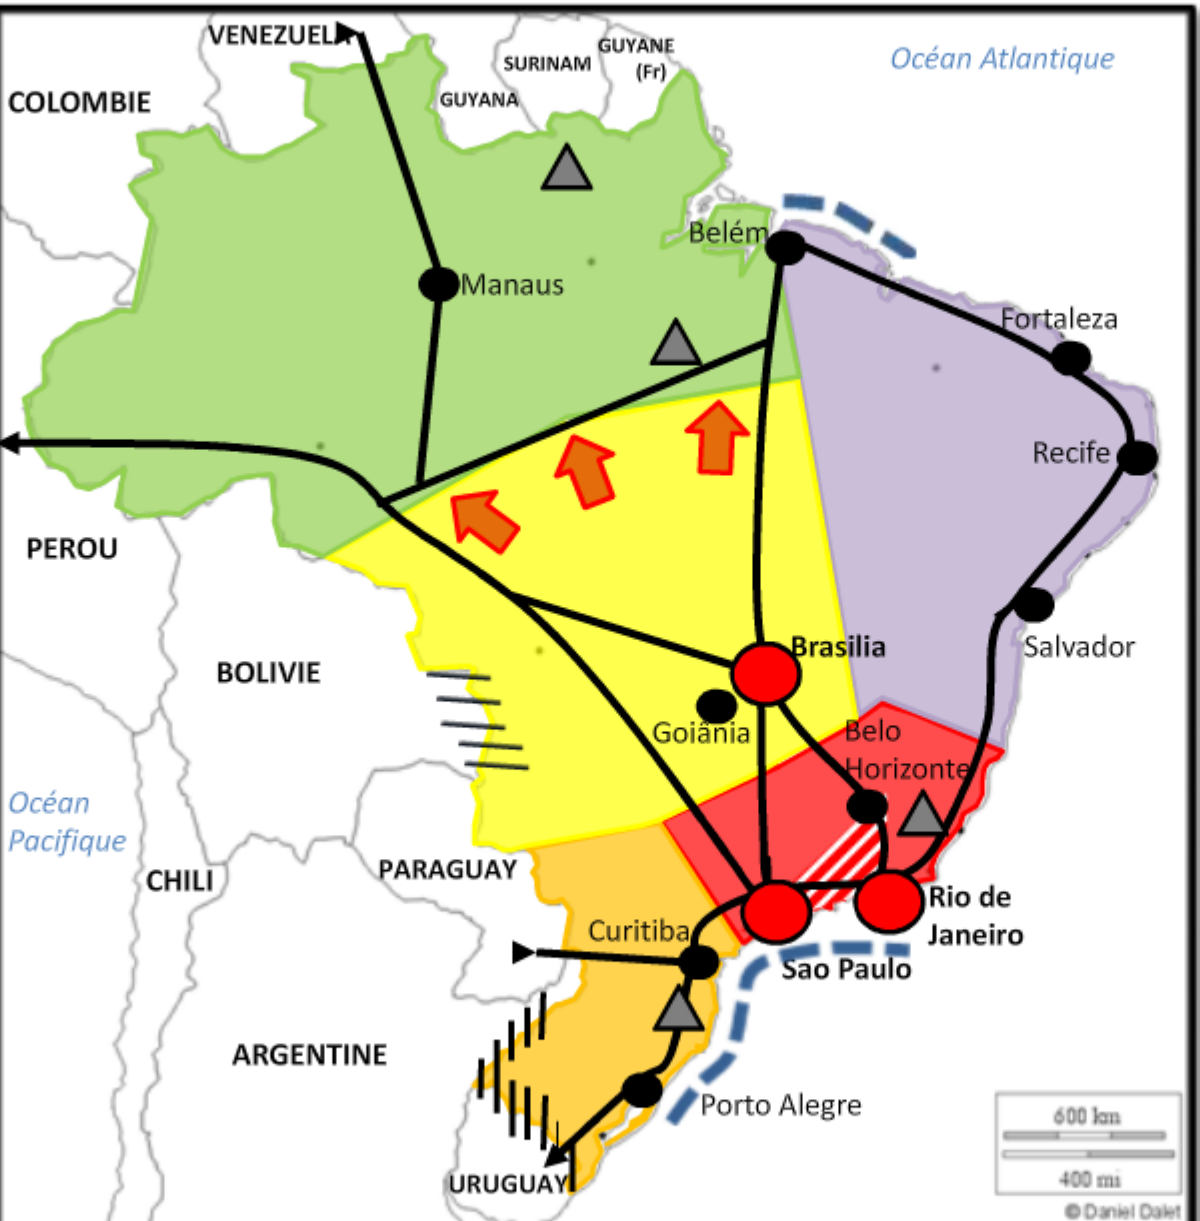 VENEZUELA
SURINAM
GUYANE
(Fr)
Océan Atlantique
COLOMBIE
GUYANA
Belém
Manaus
Fortaleza
Recife
PEROU
BOLIVIE
Brasilia
Salvador
Goiânia
Belo
Horizonte
Océan
Pacifique
CHILI
PARAGUAY
Rio de
Janeiro
Curitiba
Sao Paulo
ARGENTINE
Porto Alegre
600 km
400 mi
URUGUAY
© Daniel Dalet